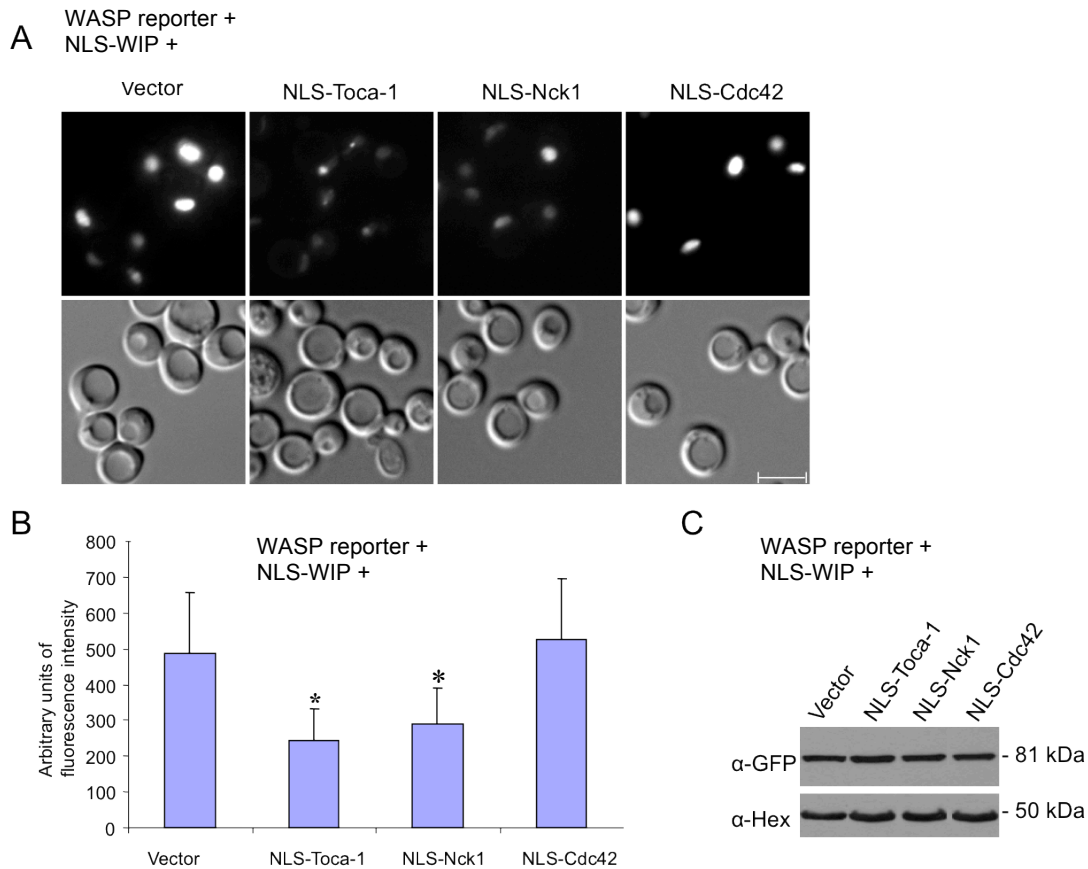 A
WASP reporter +
NLS-WIP +
Vector
NLS-Toca-1
NLS-Nck1
NLS-Cdc42
B
WASP reporter +
NLS-WIP +
Arbitrary units of
fluorescence intensity
800
700
600
500
400
300
200
100
0
*
*
Vector
NLS-Toca-1
NLS-Nck1
NLS-Cdc42
C
WASP reporter +
NLS-WIP +
Vector
NLS-Toca-1
NLS-Nck1
NLS-Cdc42
α-GFP
- 81 kDa
α-Hex
- 50 kDa